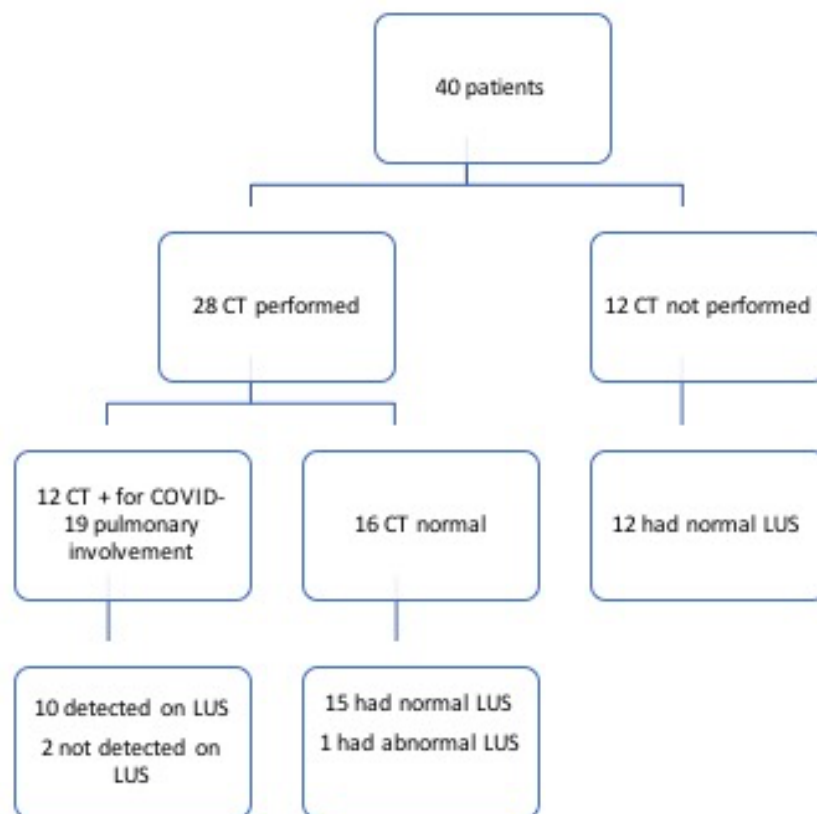 40 patients
28 CT performed
12 CT not performed
12 CT + for COVID-
19 pulmonary
involvement
16 CT normal
12 had normal LUS
10 detected on LUS
2 not detected on
LUS
15 had normal LUS
1 had abnormal LUS